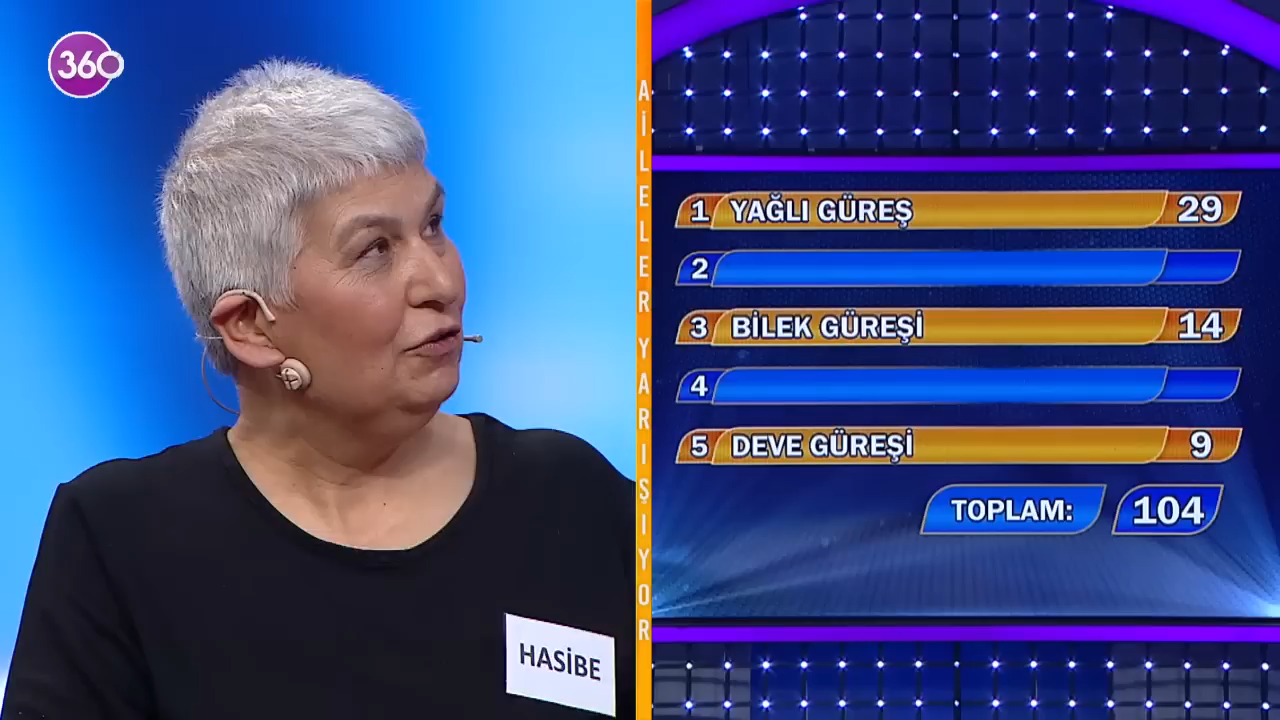 360
HASİBE
AİLELER YARIŞIYOR
1 YAĞLI GÜREŞ 29
2
3 BİLEK GÜREŞİ 14
4
5 DEVE GÜREŞİ 9
TOPLAM: 104